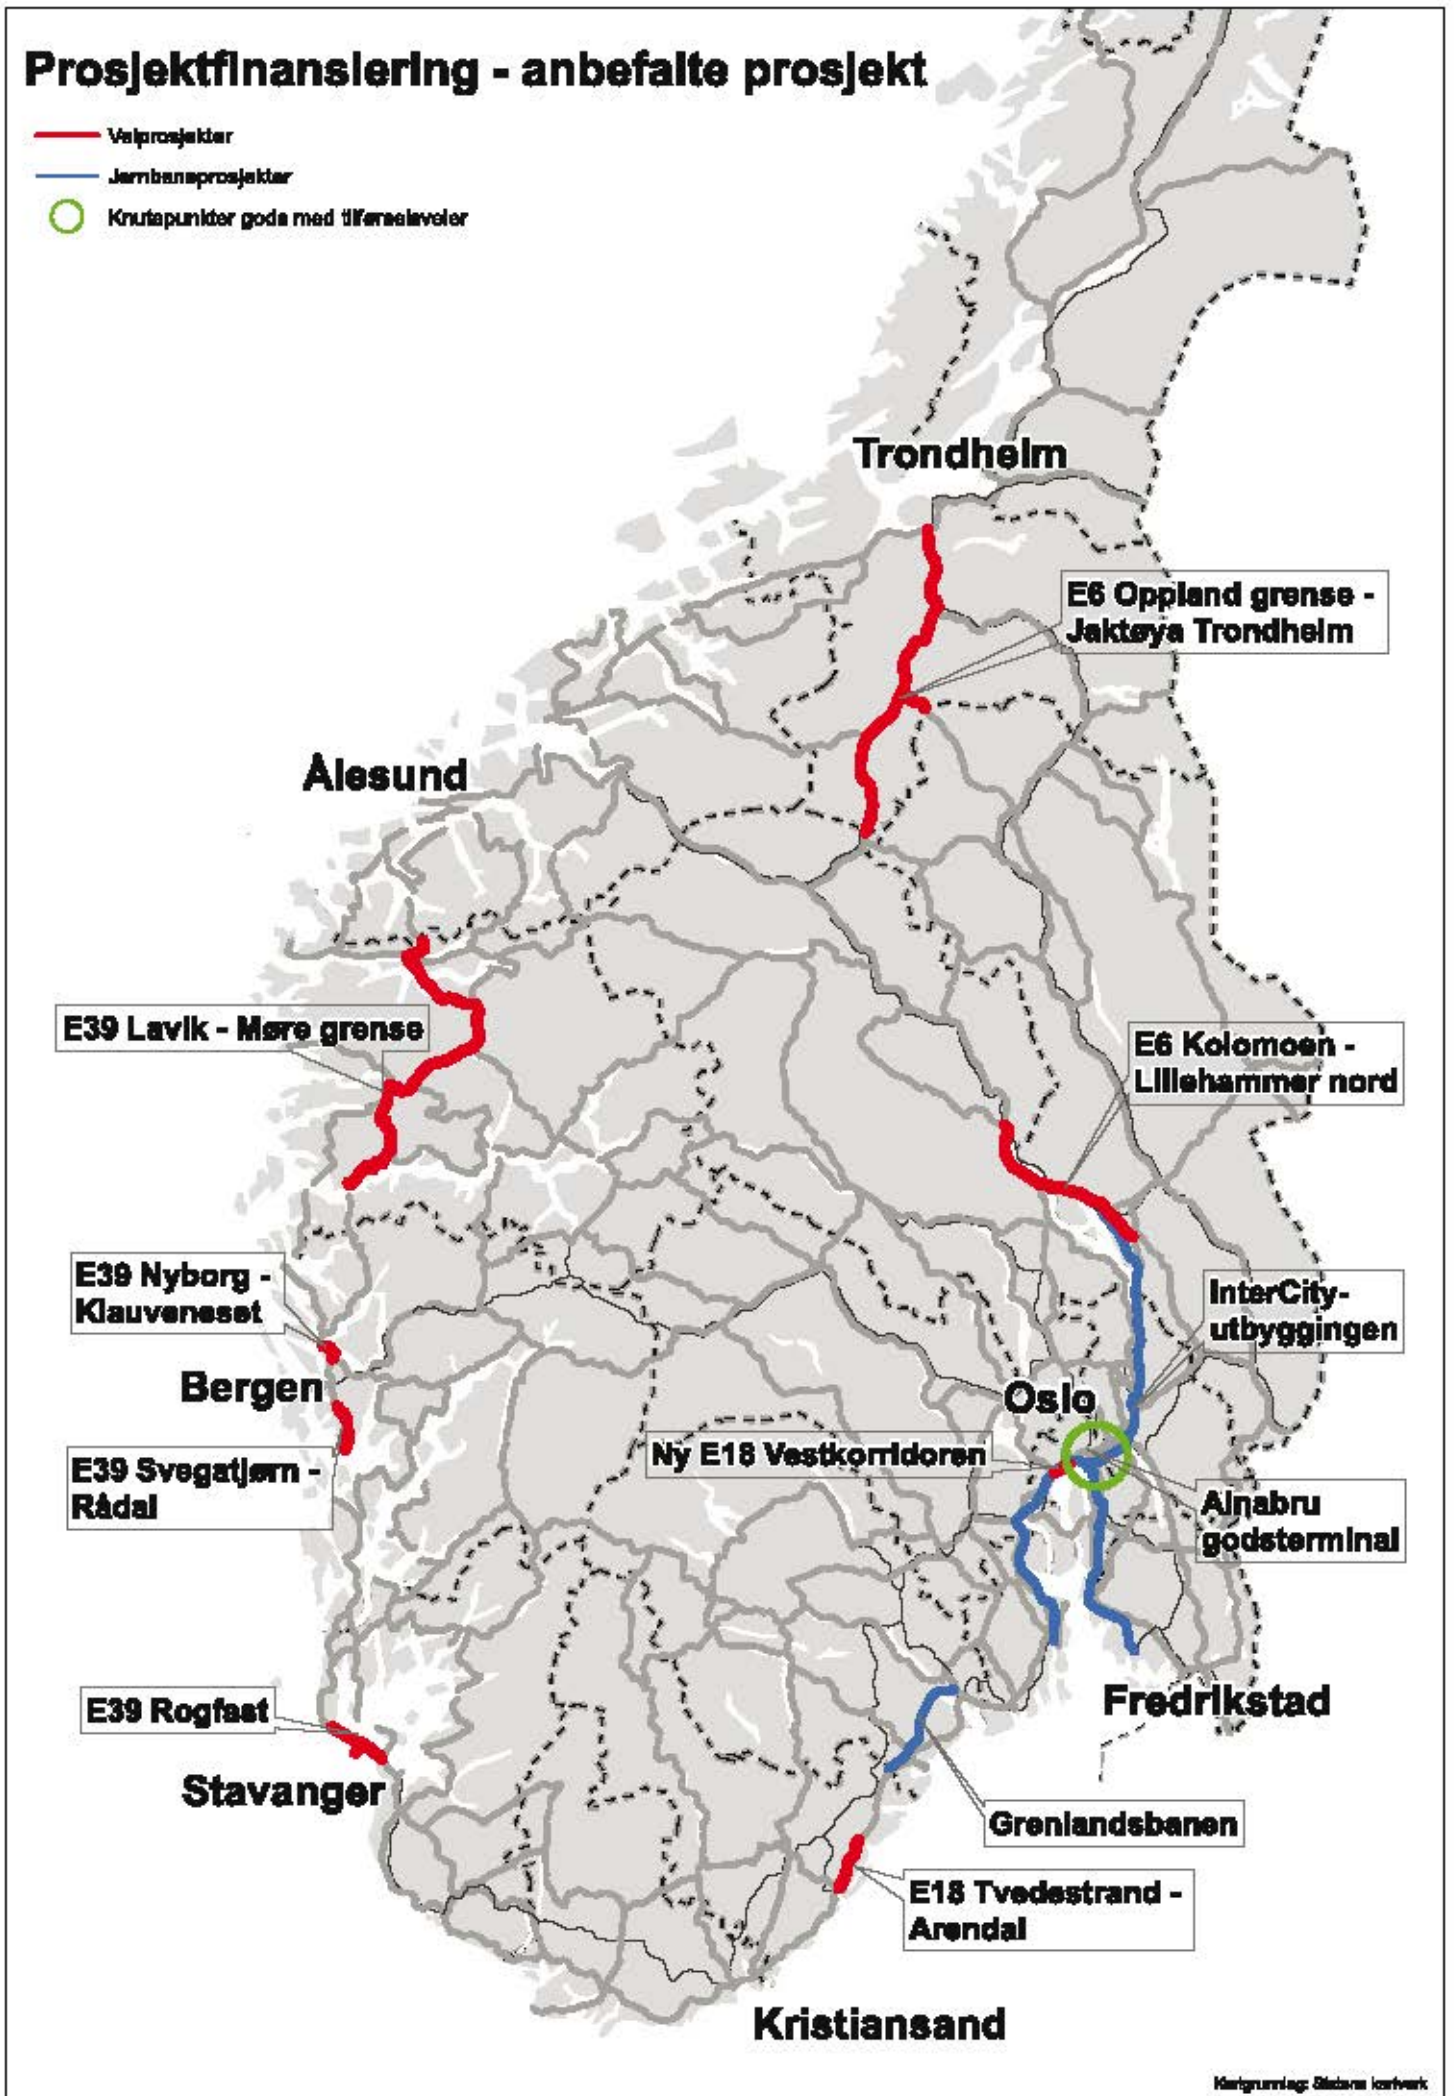 Prosjektfinansiering - anbefalte prosjekt
Veiprosjekter
Jernbaneprosjekter
Knutepunkter gods med tilførselsveier
Trondheim
E6 Oppland grense -
Jaktøya Trondheim
Ålesund
E39 Lavik - Møre grense
E6 Kolomoen -
Lillehammer nord
E39 Nyborg -
Klauveneset
InterCity-
utbyggingen
Bergen
Oslo
Ny E18 Vestkorridoren
E39 Svegatjørn -
Rådal
Alnabru
godsterminal
E39 Rogfast
Fredrikstad
Stavanger
Grenlandsbanen
E18 Tvedestrand -
Arendal
Kristiansand
Kartgrunnlag: Statens kartverk